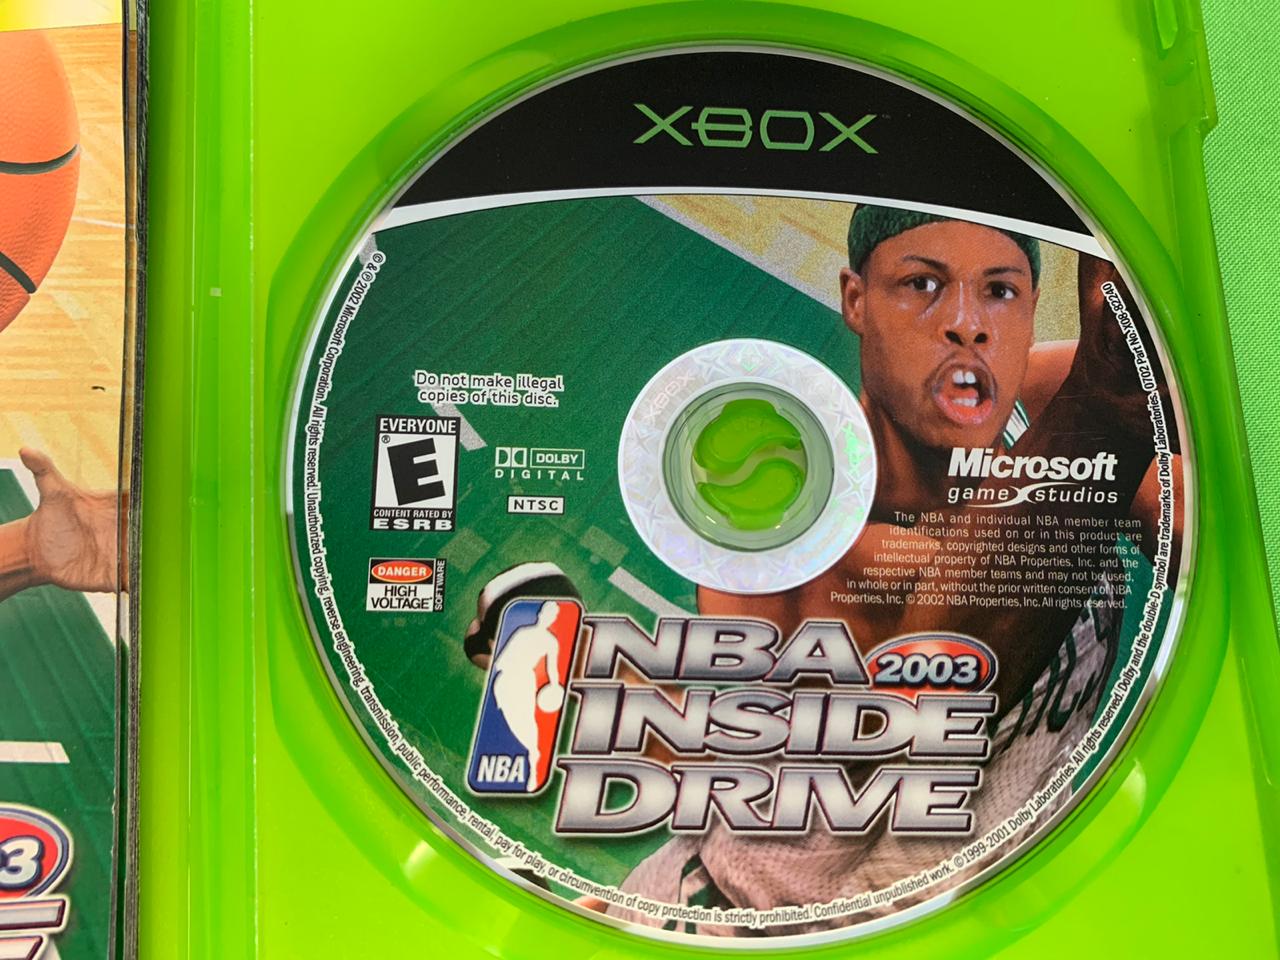 XBOX
Do not make illegal
copies of this disc.
EVERYONE
E
®
CONTENT RATED BY
ESRB
DOLBY
DIGITAL
NTSC
DANGER
HIGH
VOLTAGE
SOFTWARE
Microsoft
game studios
The NBA and individual NBA member team
identifications used on or in this product are
trademarks, copyrighted designs and other forms of
intellectual property of NBA Properties, Inc. and the
respective NBA member teams and may not be used,
in whole or in part, without the prior written consent of NBA
Properties, Inc. © 2002 NBA Properties, Inc. All rights reserved.
NBA
NBA 2003
INSIDE
DRIVE
© & ℗ 2002 Microsoft Corporation. All rights reserved. Unauthorized copying, reverse engineering, transmission, public performance, rental, pay for play, or circumvention of copy protection is strictly prohibited. Confidential unpublished work. © 1999-2001 Dolby Laboratories. All rights reserved. Dolby and the double-D symbol are trademarks of Dolby Laboratories. 0702 Part No. X08-82240
XBOX
3